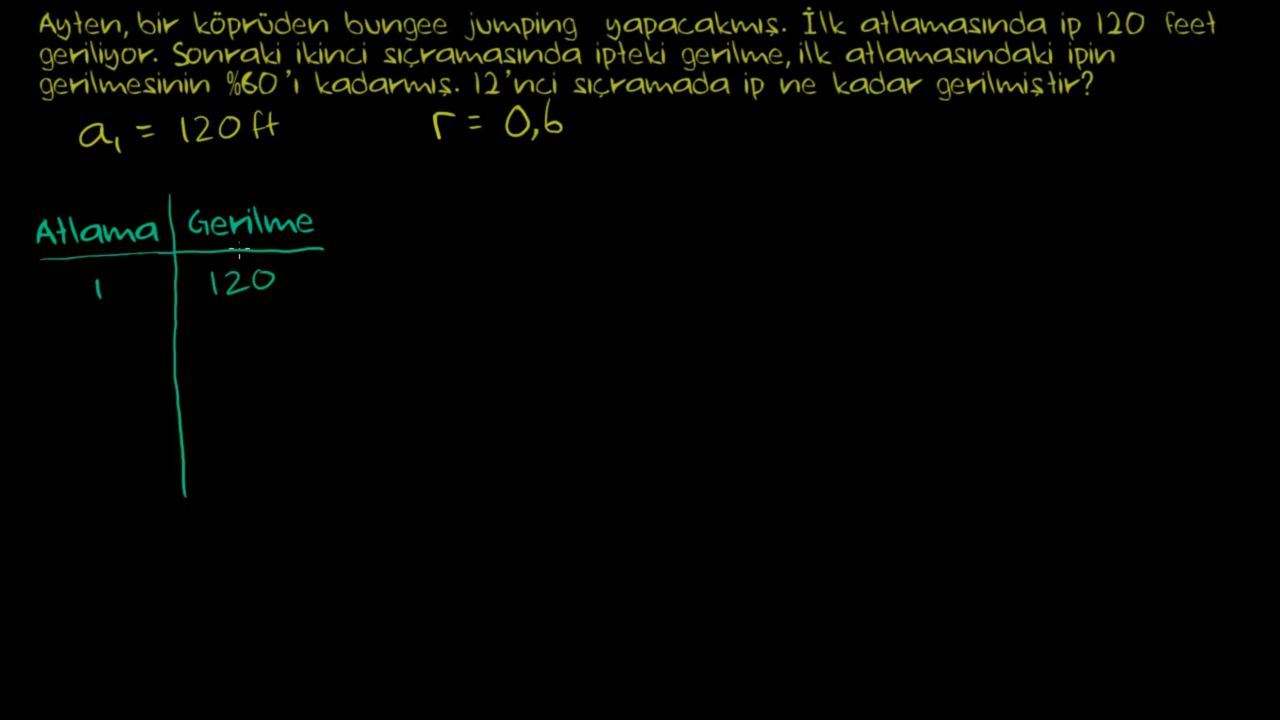 Ayten, bir köprüden bungee jumping yapacakmış. İlk atlamasında ip 120 feet
geriliyor. Sonraki ikinci sıçramasında ipteki gerilme, ilk atlamasındaki ipin
gerilmesinin %60'ı kadarmış. 12'nci sıçramada ip ne kadar gerilmiştir?
a₁ = 120 ft r = 0,6
Atlama Gerilme
1 120